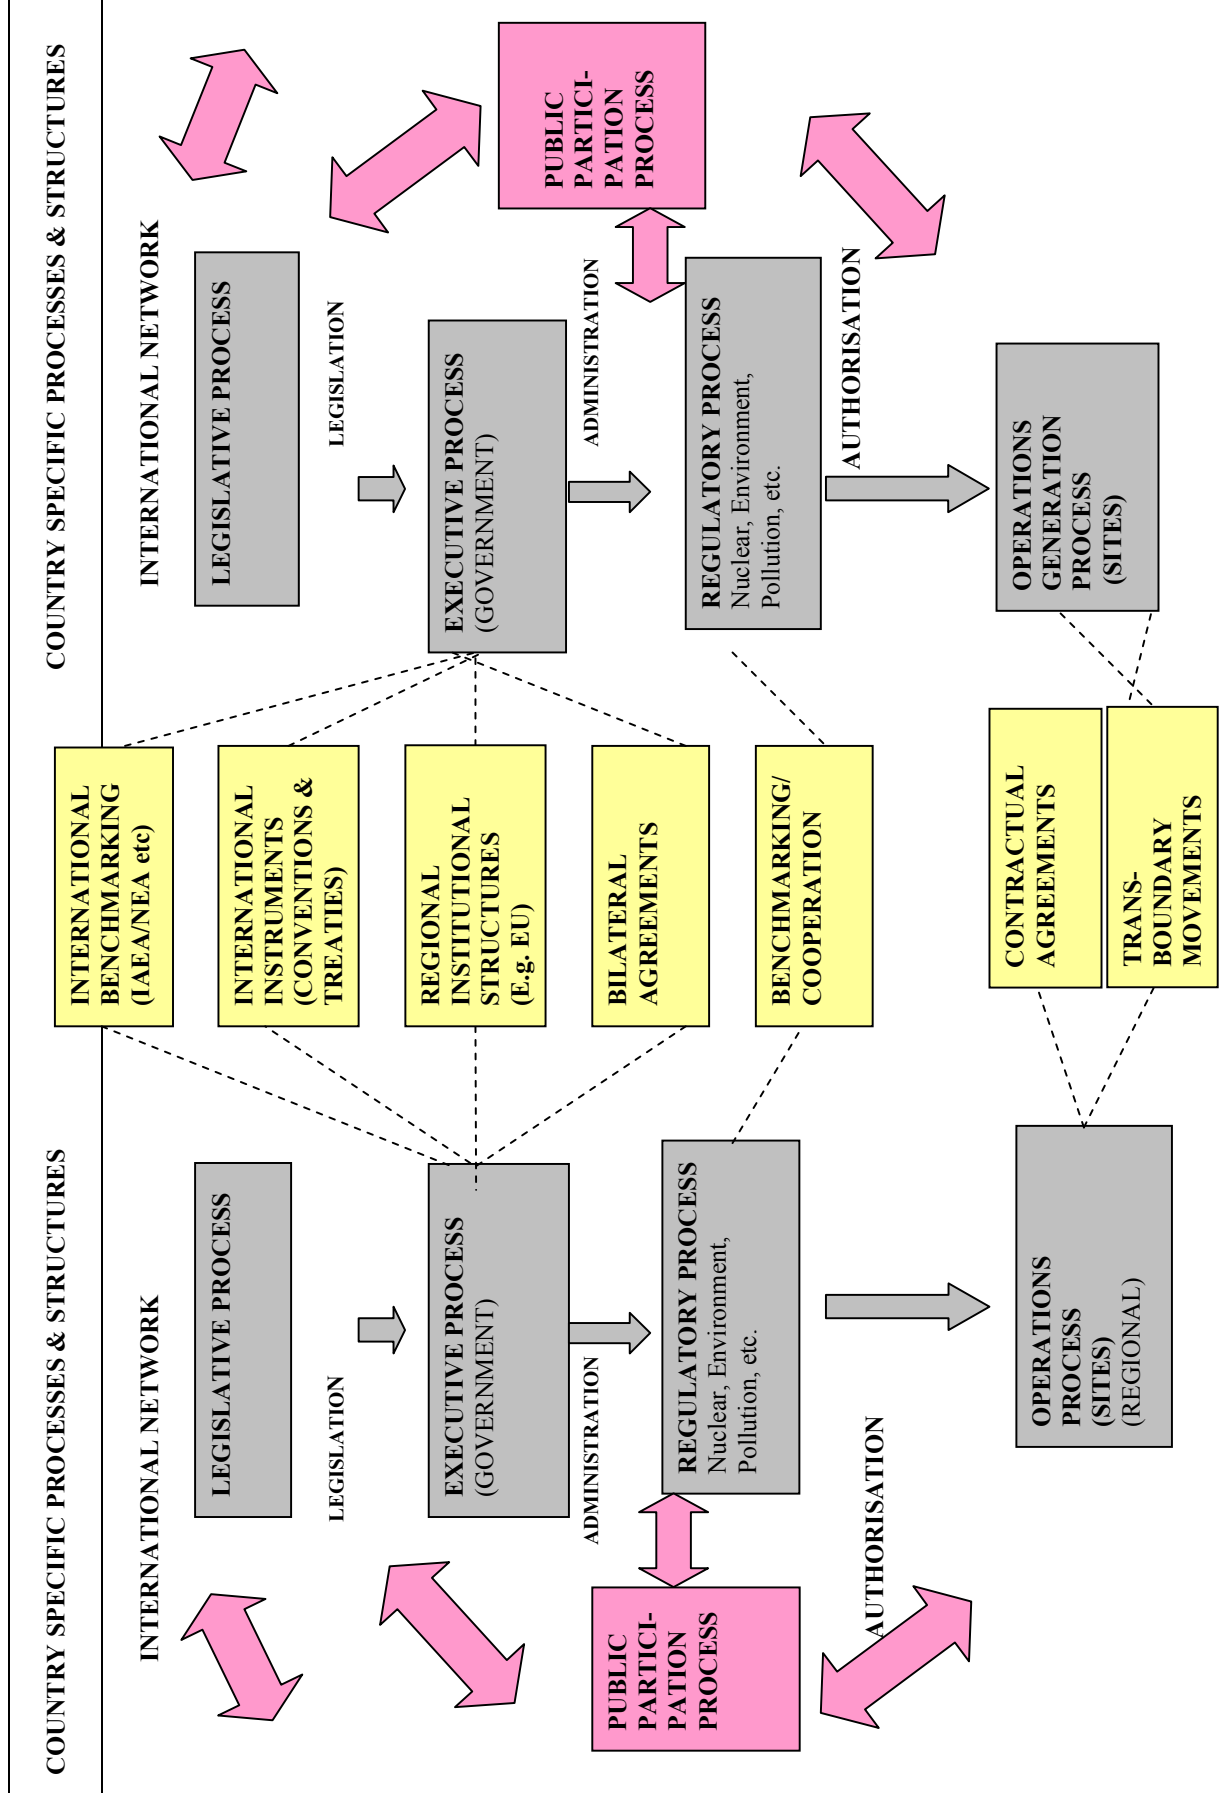 COUNTRY SPECIFIC PROCESSES & STRUCTURES
COUNTRY SPECIFIC PROCESSES & STRUCTURES
INTERNATIONAL NETWORK
LEGISLATIVE PROCESS
LEGISLATION
EXECUTIVE PROCESS
(GOVERNMENT)
ADMINISTRATION
REGULATORY PROCESS
Nuclear, Environment,
Pollution, etc.
PUBLIC
PARTICI-
PATION
PROCESS
AUTHORISATION
OPERATIONS
PROCESS
(SITES)
(REGIONAL)
INTERNATIONAL
BENCHMARKING
(IAEA/NEA etc)
INTERNATIONAL
INSTRUMENTS
(CONVENTIONS &
TREATIES)
REGIONAL
INSTITUTIONAL
STRUCTURES
(E.g. EU)
BILATERAL
AGREEMENTS
BENCHMARKING/
COOPERATION
CONTRACTUAL
AGREEMENTS
TRANS-
BOUNDARY
MOVEMENTS
INTERNATIONAL NETWORK
LEGISLATIVE PROCESS
LEGISLATION
EXECUTIVE PROCESS
(GOVERNMENT)
ADMINISTRATION
PUBLIC
PARTICI-
PATION
PROCESS
REGULATORY PROCESS
Nuclear, Environment,
Pollution, etc.
AUTHORISATION
OPERATIONS
GENERATION
PROCESS
(SITES)